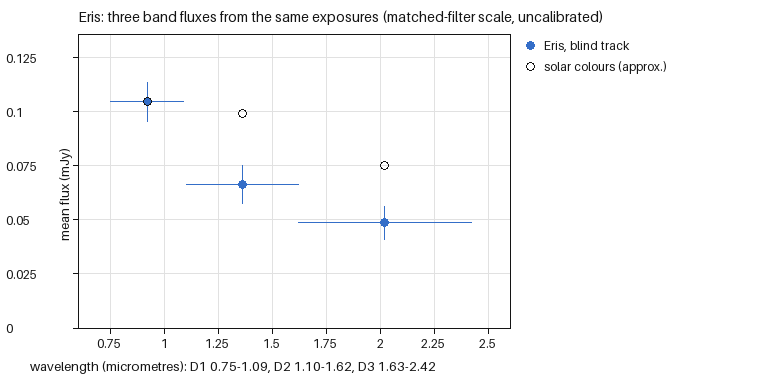 Eris: three band fluxes from the same exposures (matched-filter scale, uncalibrated)
Eris, blind track
solar colours (approx.)
mean flux (mJy)
0.125
0.1
0.075
0.05
0.025
0
0.75 1 1.25 1.5 1.75 2 2.25 2.5
wavelength (micrometres): D1 0.75-1.09, D2 1.10-1.62, D3 1.63-2.42